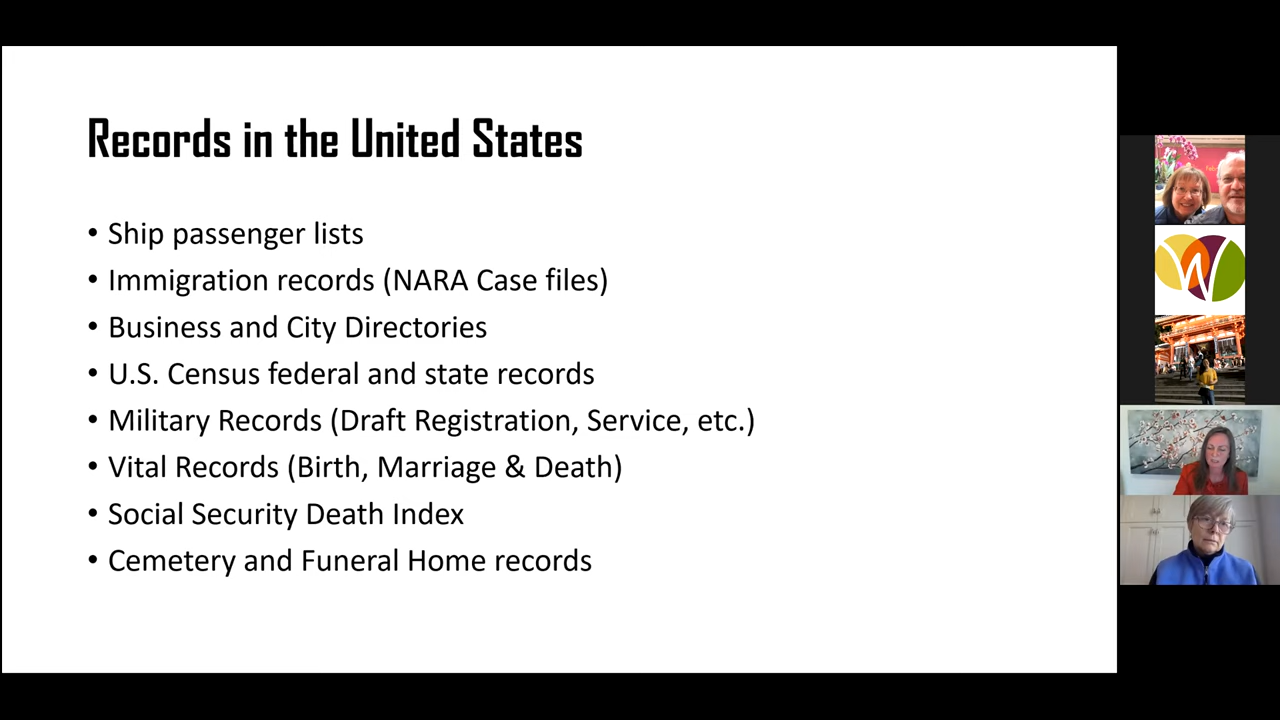 Records in the United States
• Ship passenger lists
• Immigration records (NARA Case files)
• Business and City Directories
• U.S. Census federal and state records
• Military Records (Draft Registration, Service, etc.)
• Vital Records (Birth, Marriage & Death)
• Social Security Death Index
• Cemetery and Funeral Home records
W